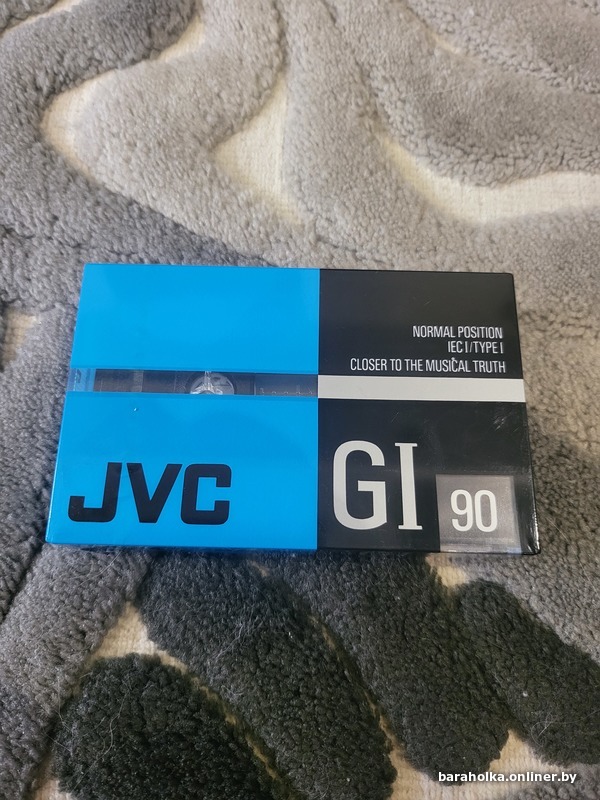 NORMAL POSITION
IEC I/TYPE I
CLOSER TO THE MUSICAL TRUTH
JVC
GI
90
baraholka.onliner.by